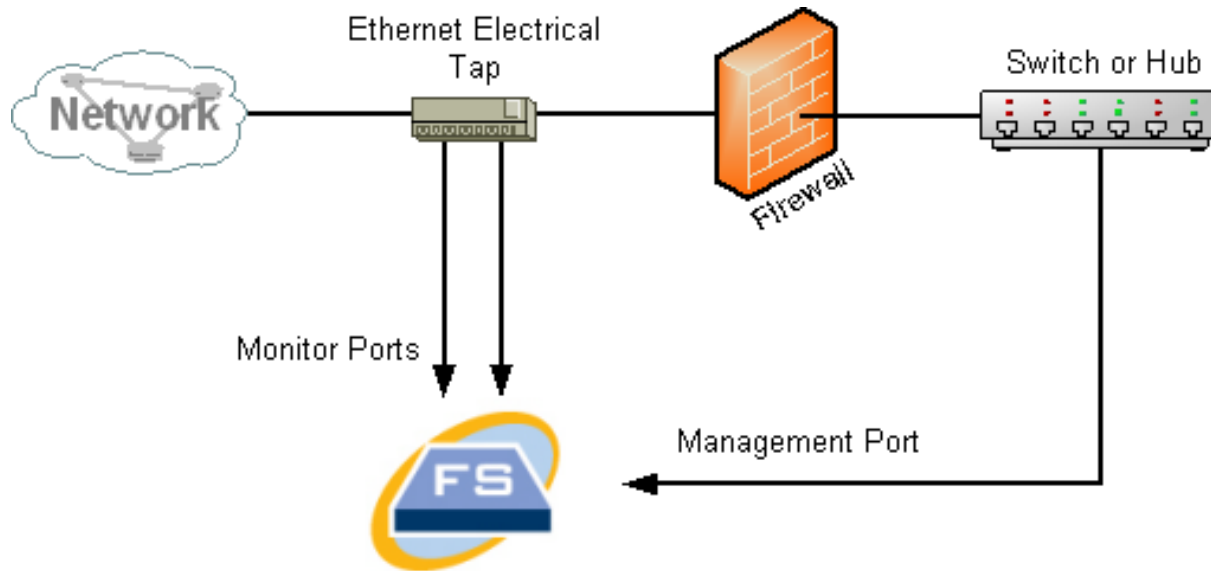 Ethernet Electrical
Tap
Switch or Hub
Network
Firewall
Monitor Ports
Management Port
FS